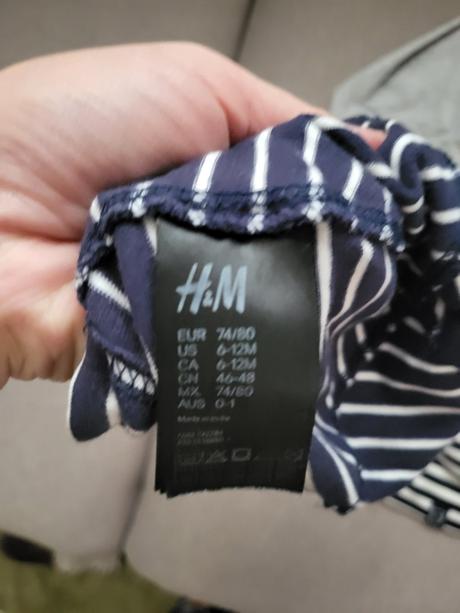 H&M
EUR 74/80
US 6-12M
CA 6-12M
CN 46-48
MX 74/80
AUS 0-1